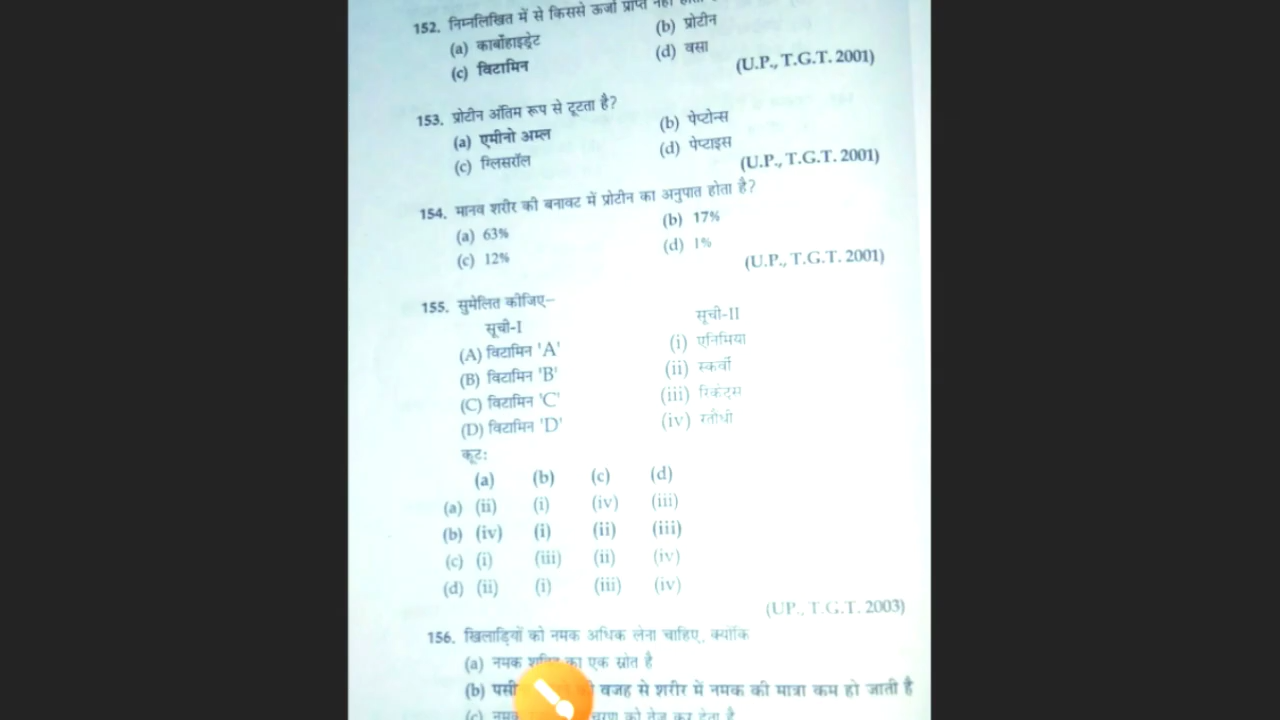 152. निम्नलिखित में से किससे ऊर्जा प्राप्त नहीं
(a) कार्बोहाइड्रेट (b) प्रोटीन
(c) विटामिन (d) वसा
(U.P., T.G.T. 2001)
153. प्रोटीन अंतिम रूप से टूटता है?
(a) एमीनो अम्ल (b) पेप्टोन्स
(c) ग्लिसरॉल (d) पेप्टाइस
(U.P., T.G.T. 2001)
154. मानव शरीर की बनावट में प्रोटीन का अनुपात होता है?
(a) 63% (b) 17%
(c) 12% (d) 1%
(U.P., T.G.T. 2001)
155. सुमेलित कीजिए–
सूची-I सूची-II
(A) विटामिन 'A' (i) एनिमिया
(B) विटामिन 'B' (ii) स्कर्वी
(C) विटामिन 'C' (iii) रिकेट्स
(D) विटामिन 'D' (iv) रतौंधी
कूट:
(a) (b) (c) (d)
(a) (ii) (i) (iv) (iii)
(b) (iv) (i) (ii) (iii)
(c) (i) (iii) (ii) (iv)
(d) (ii) (i) (iii) (iv)
(UP., T.G.T. 2003)
156. खिलाड़ियों को नमक अधिक लेना चाहिए, क्योंकि
(a) नमक का एक स्रोत है
(b) वजह से शरीर में नमक की मात्रा कम हो जाती है
(c) को तेज कर देता है